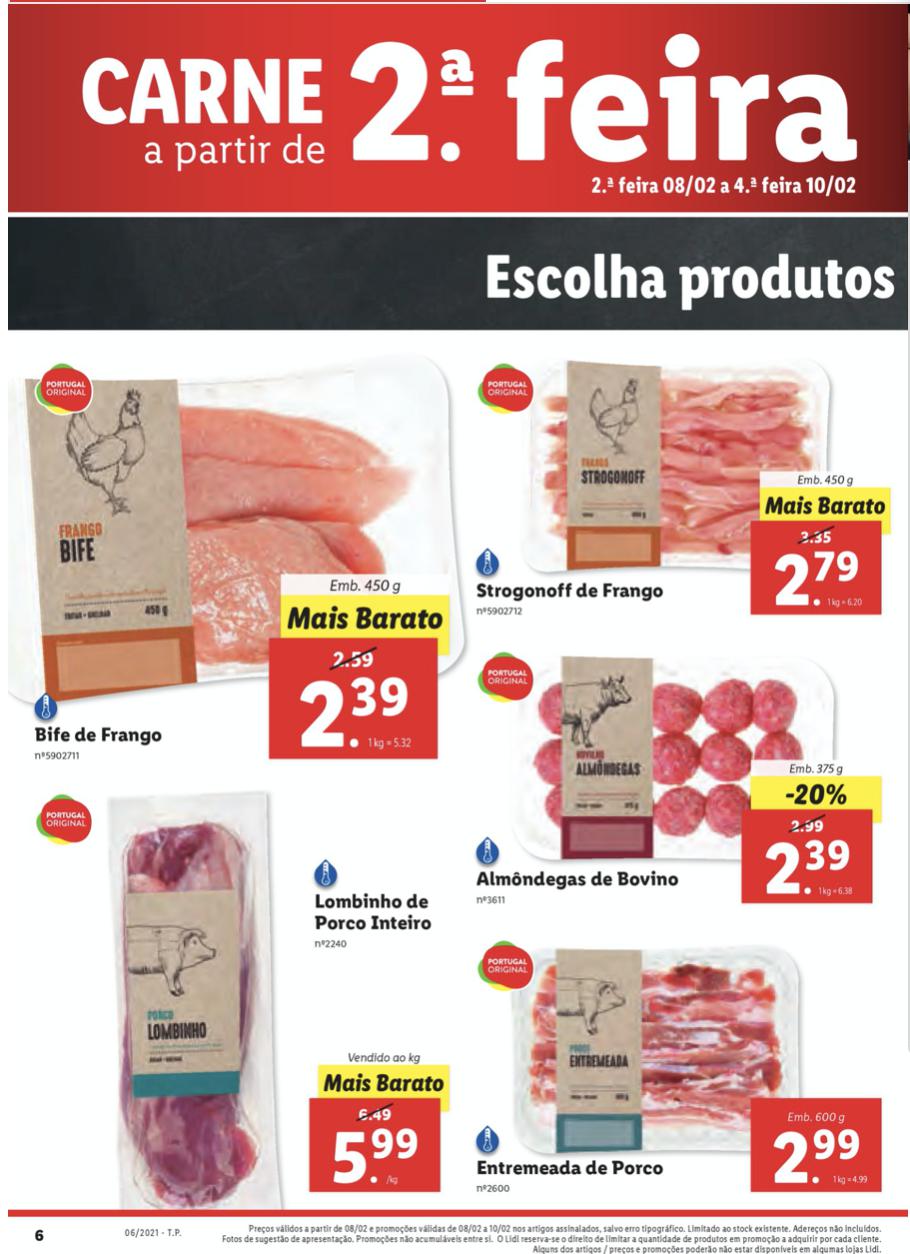 CARNE
a partir de
2.ª feira
2.ª feira 08/02 a 4.ª feira 10/02
Escolha produtos
PORTUGAL
ORIGINAL
FRANGO
BIFE
450 g
Emb. 450 g
Mais Barato
2.59
2.39
1 kg = 5.32
Bife de Frango
nº5902711
PORTUGAL
ORIGINAL
FRANGO
STROGONOFF
Emb. 450 g
Mais Barato
3.35
2.79
1 kg = 6.20
Strogonoff de Frango
nº5902712
PORTUGAL
ORIGINAL
NOVILHO
ALMÔNDEGAS
Emb. 375 g
-20%
2.99
2.39
1 kg = 6.38
Almôndegas de Bovino
nº3611
PORTUGAL
ORIGINAL
PORCO
LOMBINHO
Lombinho de
Porco Inteiro
nº2240
Vendido ao kg
Mais Barato
6.49
5.99
/kg
PORTUGAL
ORIGINAL
PORCO
ENTREMEADA
Emb. 600 g
2.99
1 kg = 4.99
Entremeada de Porco
nº2600
6
06/2021 - T.P.
Preços válidos a partir de 08/02 e promoções válidas de 08/02 a 10/02 nos artigos assinalados, salvo erro tipográfico. Limitado ao stock existente. Adereços não incluídos.
Fotos de sugestão de apresentação. Promoções não acumuláveis entre si. O Lidl reserva-se o direito de limitar a quantidade de produtos em promoção a adquirir por cada cliente.
Alguns dos artigos / preços e promoções poderão não estar disponíveis em algumas lojas Lidl.